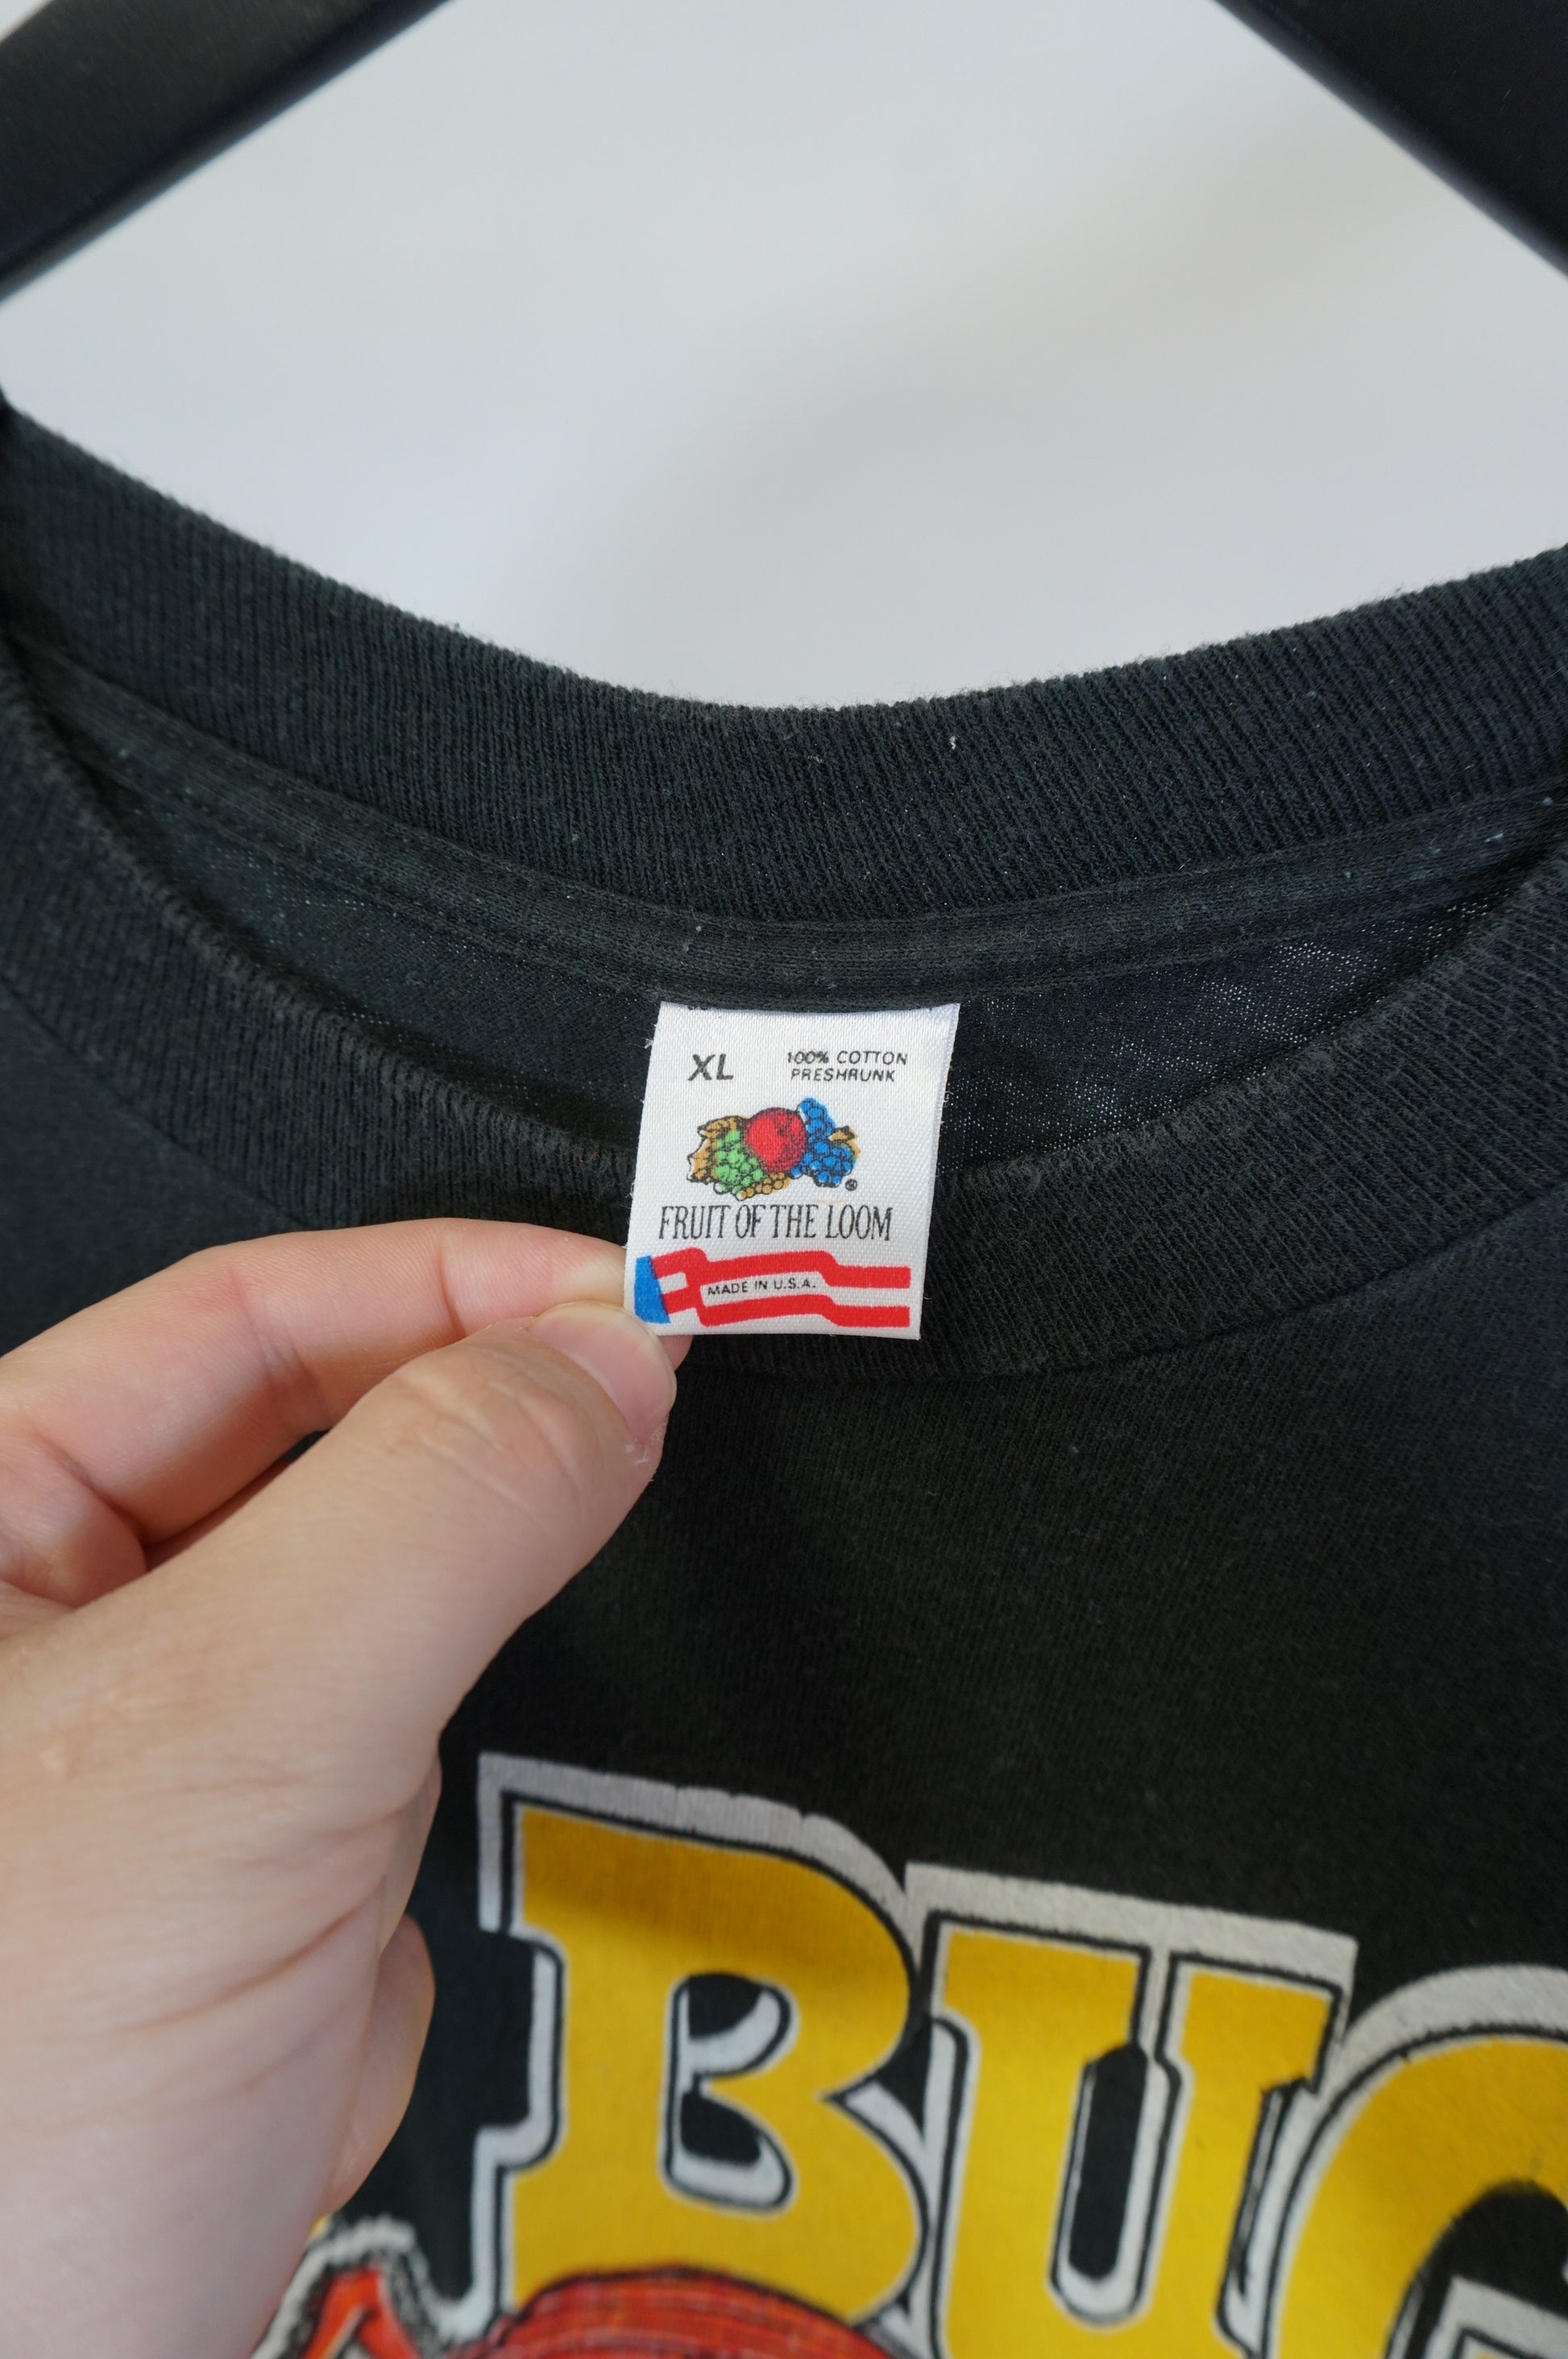 XL
100% COTTON
PRESHRUNK
®
FRUIT OF THE LOOM
MADE IN U.S.A.
BUG